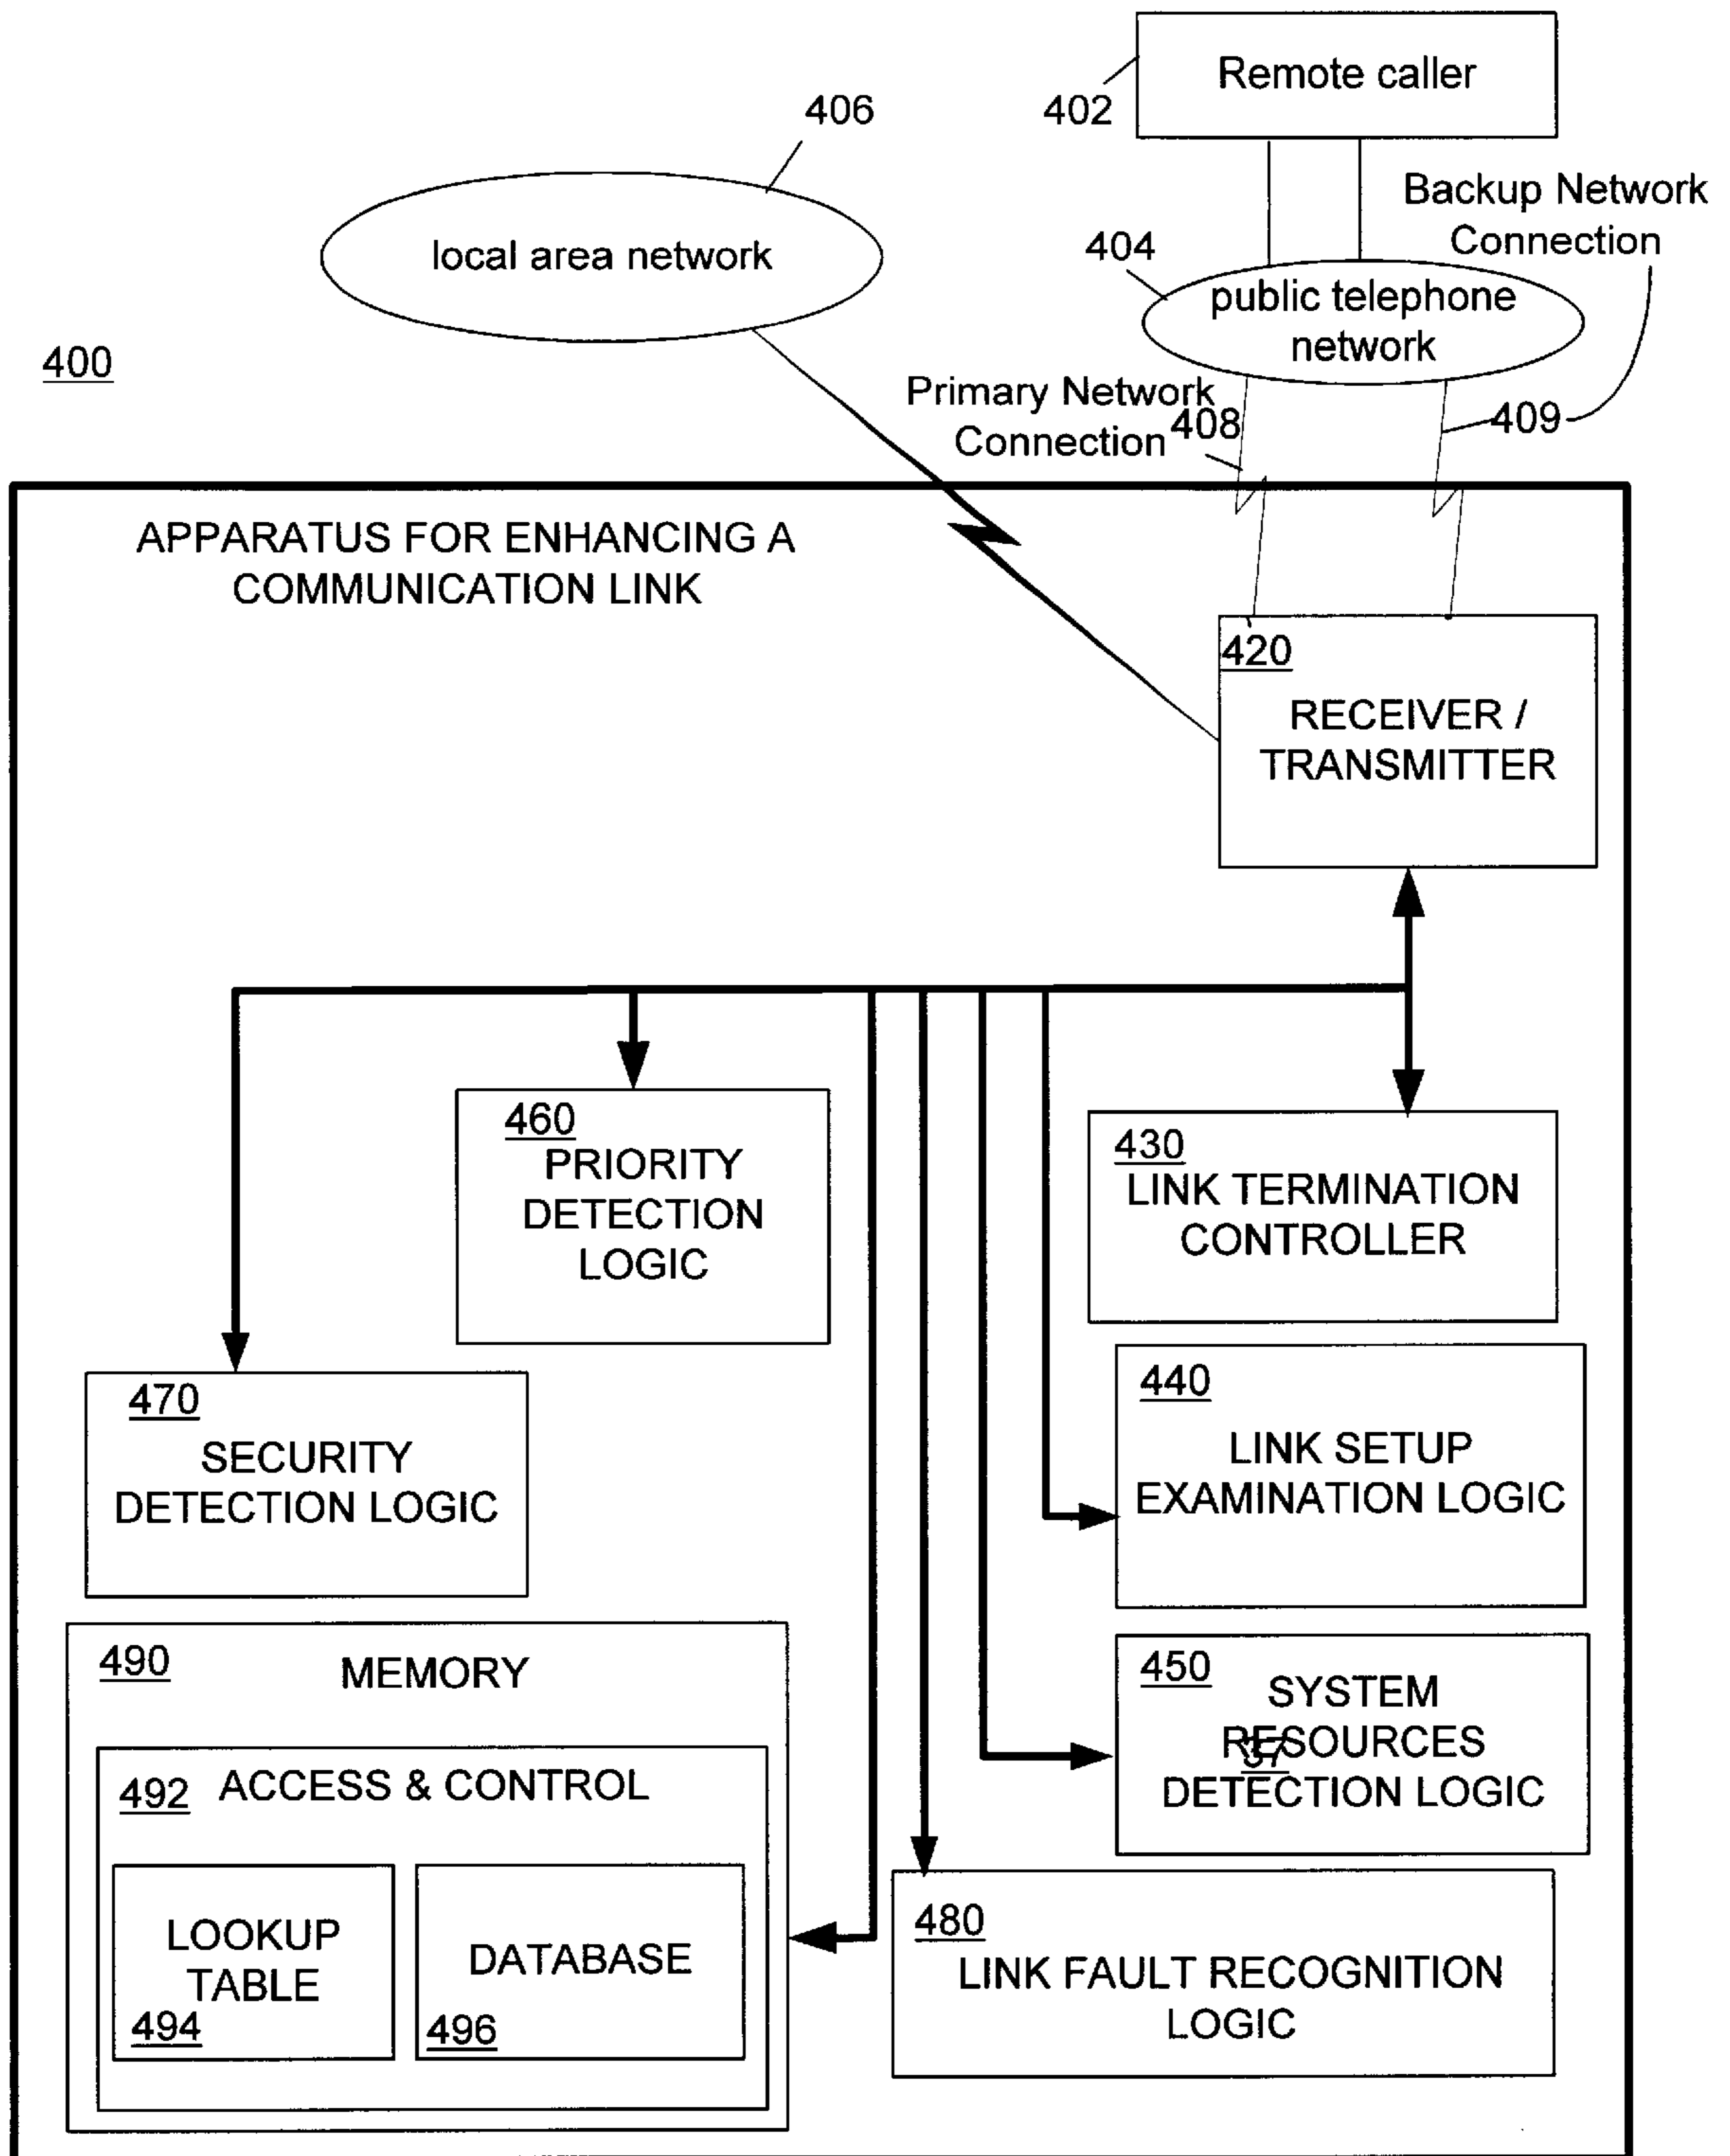 Remote caller
402
406
local area network
Backup Network
Connection
404
public telephone
network
400
Primary Network
Connection
408
409
APPARATUS FOR ENHANCING A
COMMUNICATION LINK
420
RECEIVER /
TRANSMITTER
460
PRIORITY
DETECTION
LOGIC
430
LINK TERMINATION
CONTROLLER
470
SECURITY
DETECTION LOGIC
440
LINK SETUP
EXAMINATION LOGIC
490
MEMORY
450
SYSTEM
RESOURCES
37
DETECTION LOGIC
492
ACCESS & CONTROL
LOOKUP
TABLE
494
DATABASE
496
480
LINK FAULT RECOGNITION
LOGIC